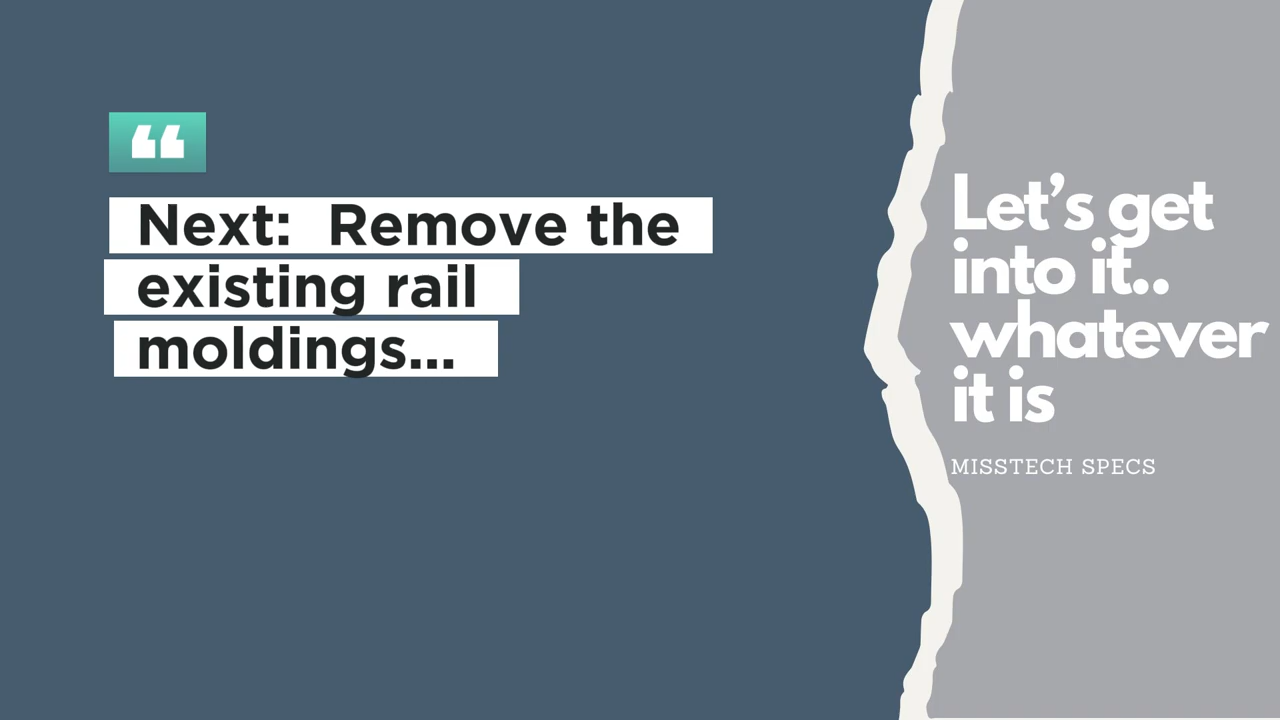 Next:  Remove the
existing rail
moldings...
Let’s get
into it..
whatever
it is
MISSTECH SPECS